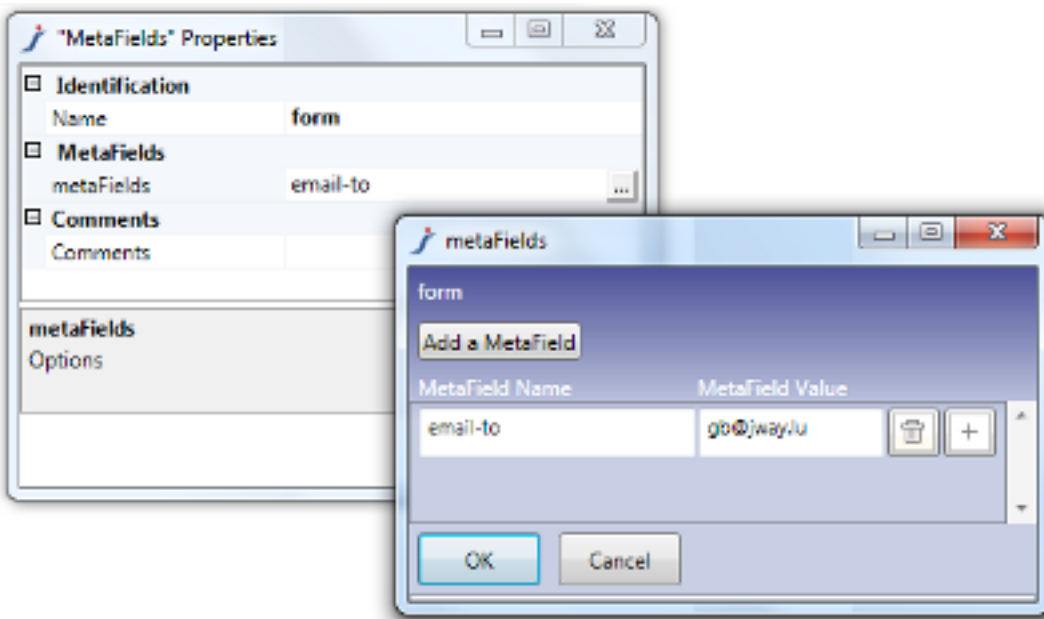 "MetaFields" Properties
Identification
Name form
MetaFields
metaFields email-to ...
Comments
Comments
metaFields
Options
metaFields
form
Add a MetaField
MetaField Name MetaField Value
email-to gb@jway.lu
OK Cancel